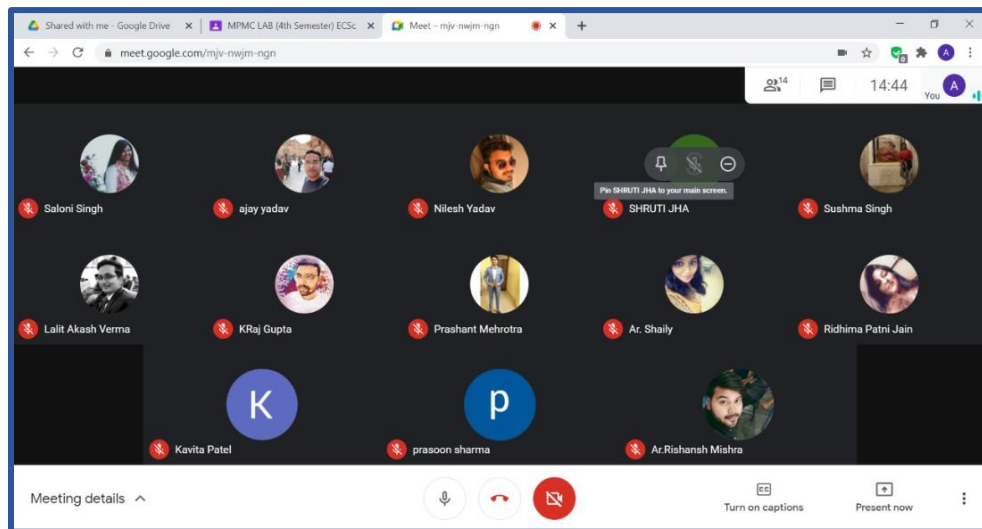 Shared with me - Google Drive
MPMC LAB (4th Semester) ECSc
Meet – mjv-nwjm-ngn
meet.google.com/mjv-nwjm-ngn
A
14
14:44
You
A
Pin SHRUTI JHA to your main screen.
Saloni Singh
ajay yadav
Nilesh Yadav
SHRUTI JHA
Sushma Singh
Lalit Akash Verma
KRaj Gupta
Prashant Mehrotra
Ar. Shaily
Ridhima Patni Jain
K
p
Kavita Patel
prasoon sharma
Ar.Rishansh Mishra
Meeting details
CC
Turn on captions
Present now